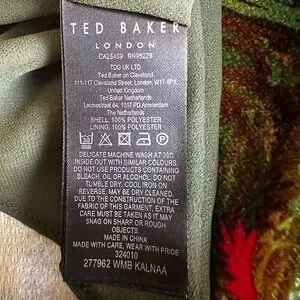 TED BAKER
LONDON
CA25459 RN98229
TDG UK LTD
Ted Baker on Cleveland
111-117 Cleveland Street, London, W1T 6PX,
United Kingdom
Ted Baker The Netherlands
1017 PD Amsterdam
The Netherlands
SHELL: 100% POLYESTER
LINING: 100% POLYESTER
DELICATE MACHINE WASH AT 30º
INSIDE OUT WITH SIMILAR COLOURS.
DO NOT USE PRODUCTS CONTAINING
BLEACH, OIL OR ALCOHOL. DO NOT
TUMBLE DRY. COOL IRON ON
REVERSE. MAY BE DRY CLEANED.
DUE TO THE CONSTRUCTION OF THE
FABRIC OF THIS GARMENT, EXTRA
CARE MUST BE TAKEN AS IT MAY
SNAG ON SHARP OR ROUGH
OBJECTS.
MADE IN CHINA
MADE WITH CARE, WEAR WITH PRIDE
324010
277962 WMB KALNAA